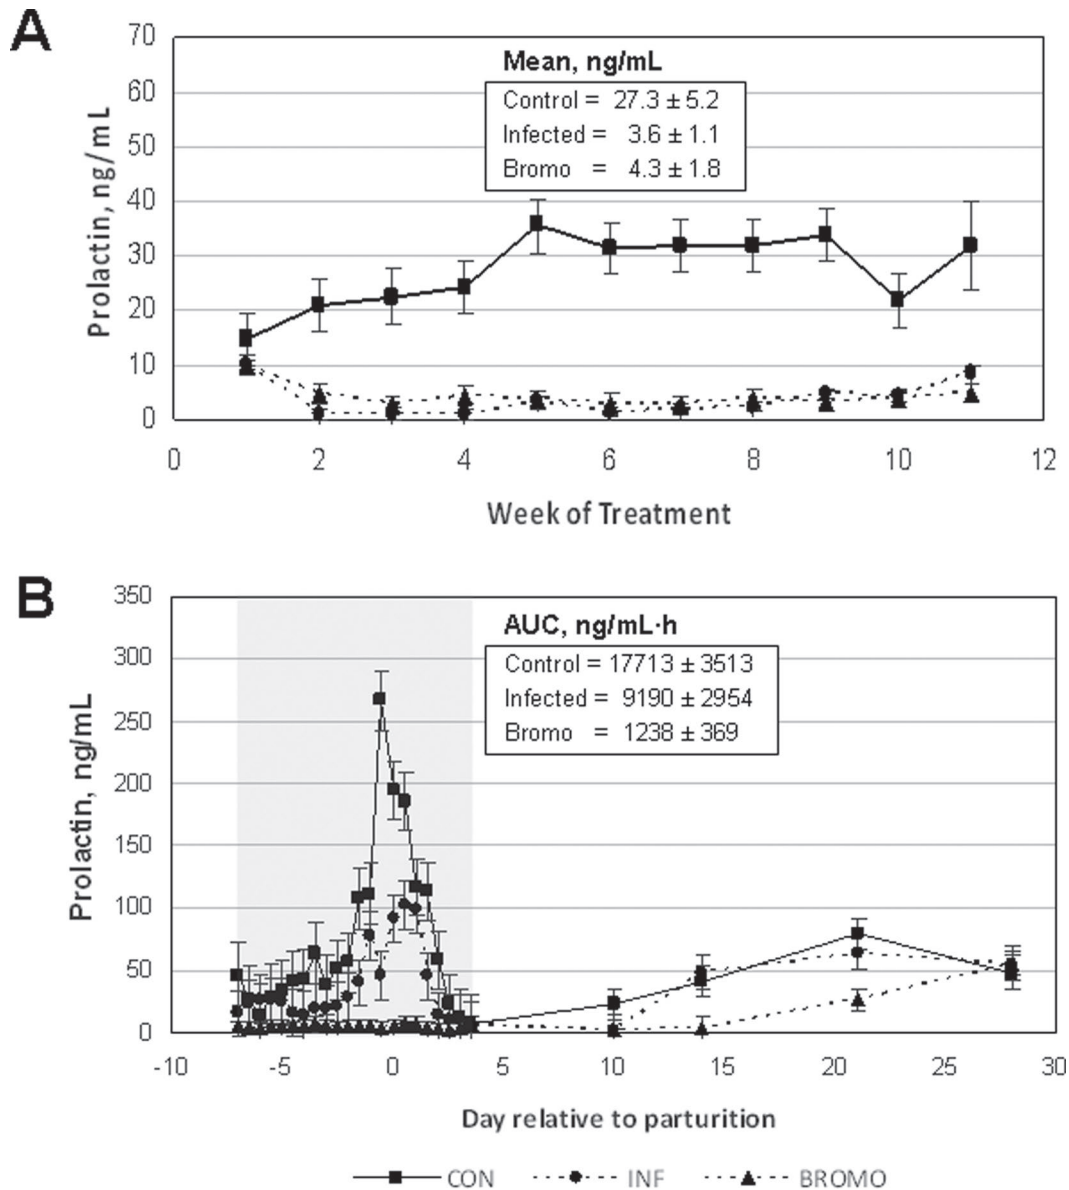 A
70
60
50
40
30
20
10
0
Prolactin, ng/mL
Mean, ng/mL
Control = 27.3 ± 5.2
Infected = 3.6 ± 1.1
Bromo = 4.3 ± 1.8
0 2 4 6 8 10 12
Week of Treatment
B
350
300
250
200
150
100
50
0
Prolactin, ng/mL
AUC, ng/mL·h
Control = 17713 ± 3513
Infected = 9190 ± 2954
Bromo = 1238 ± 369
-10 -5 0 5 10 15 20 25 30
Day relative to parturition
CON INF BROMO